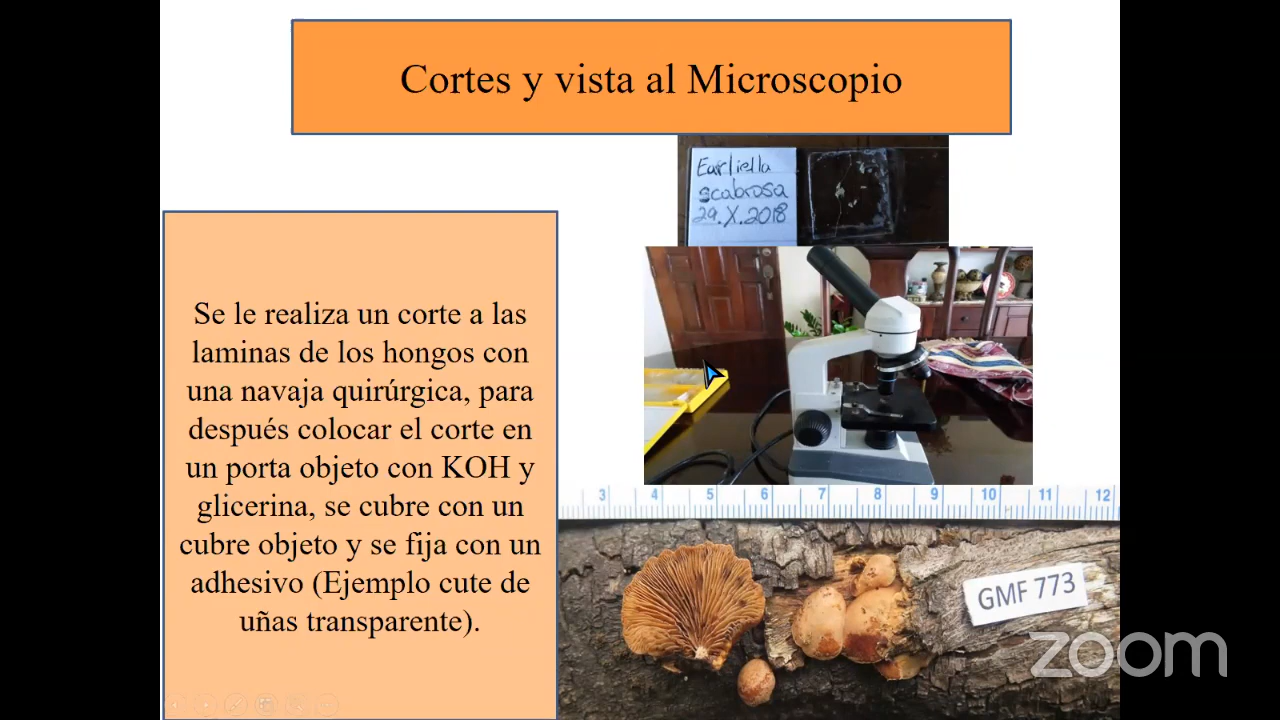 Cortes y vista al Microscopio
Earliella
scabrosa
29.X.2018
Se le realiza un corte a las
laminas de los hongos con
una navaja quirúrgica, para
después colocar el corte en
un porta objeto con KOH y
glicerina, se cubre con un
cubre objeto y se fija con un
adhesivo (Ejemplo cute de
uñas transparente).
3 4 5 6 7 8 9 10 11 12
GMF 773
zoom